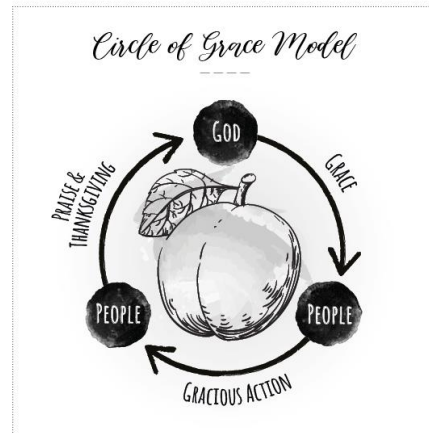 Circle of Grace Model
God
Grace
People
Gracious Action
People
Praise &
Thanksgiving